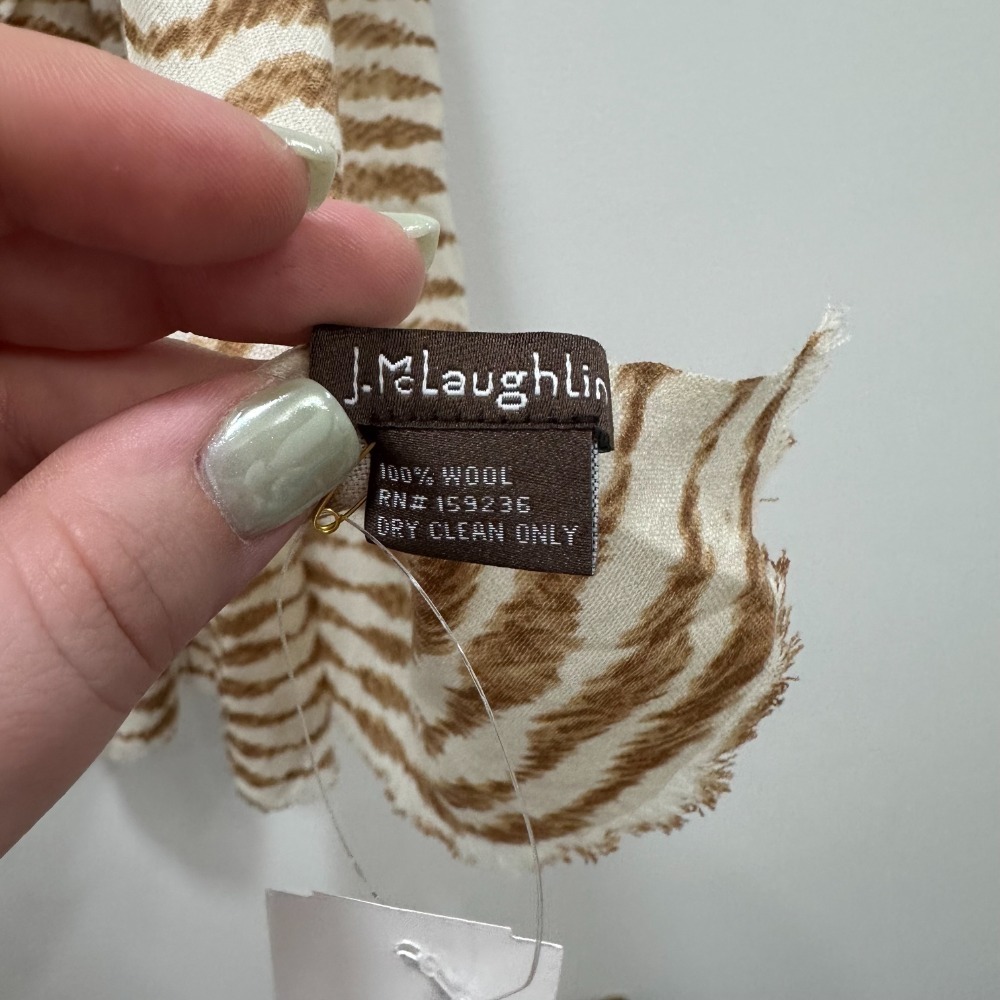 J.McLaughlin
100% WOOL
RN# 159236
DRY CLEAN ONLY